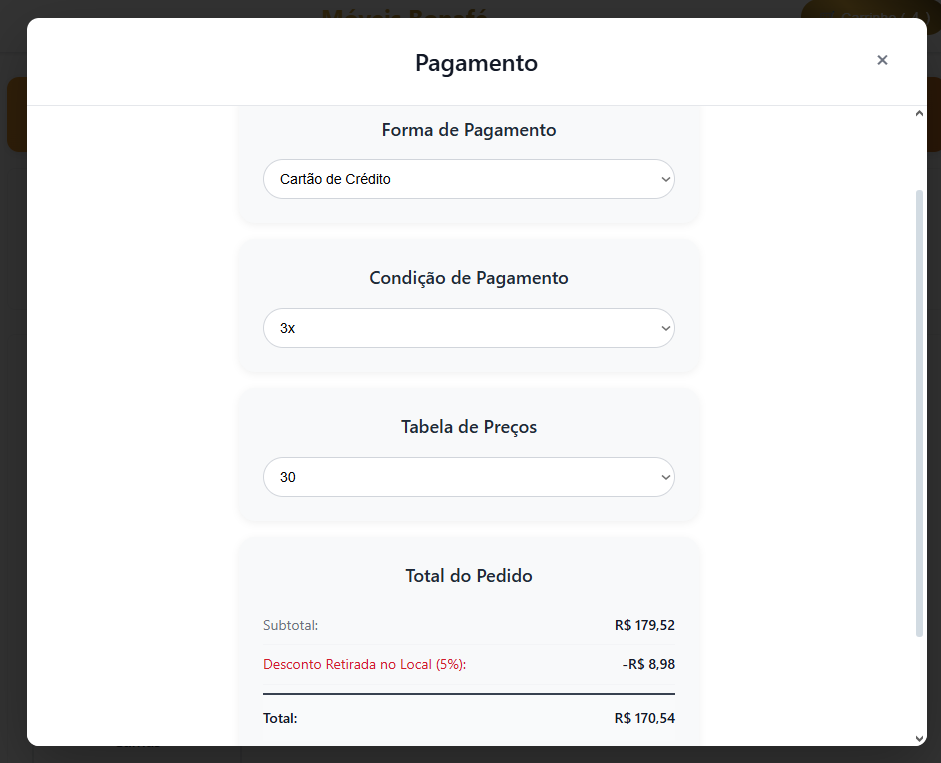 Pagamento
×
Forma de Pagamento
Cartão de Crédito
Condição de Pagamento
3x
Tabela de Preços
30
Total do Pedido
Subtotal: R$ 179,52
Desconto Retirada no Local (5%): -R$ 8,98
Total: R$ 170,54